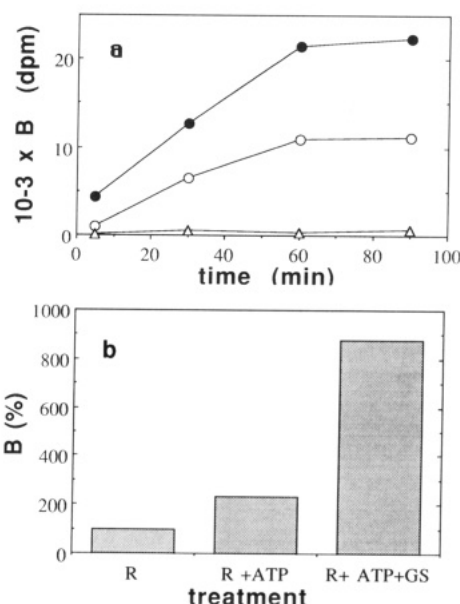 a
10-3 x B (dpm)
20
10
0
0 20 40 60 80 100
time (min)
b
B (%)
1000
800
600
400
200
0
R R +ATP R+ ATP+GS
treatment